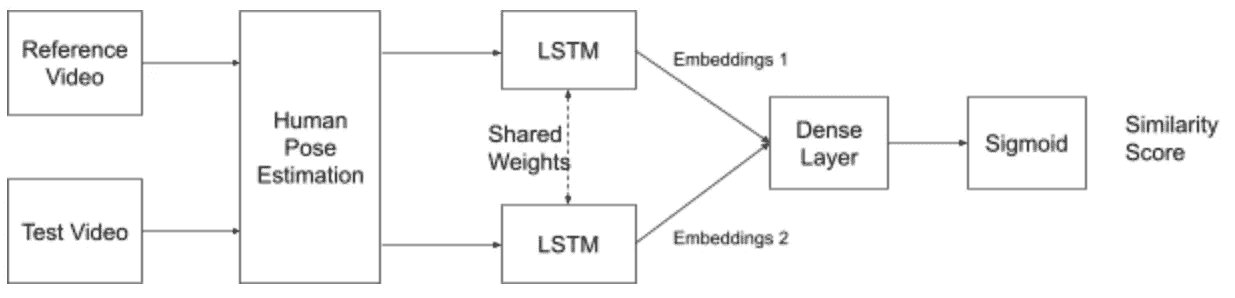 Reference
Video
Test Video
Human
Pose
Estimation
LSTM
Shared
Weights
LSTM
Embeddings 1
Embeddings 2
Dense
Layer
Sigmoid
Similarity
Score